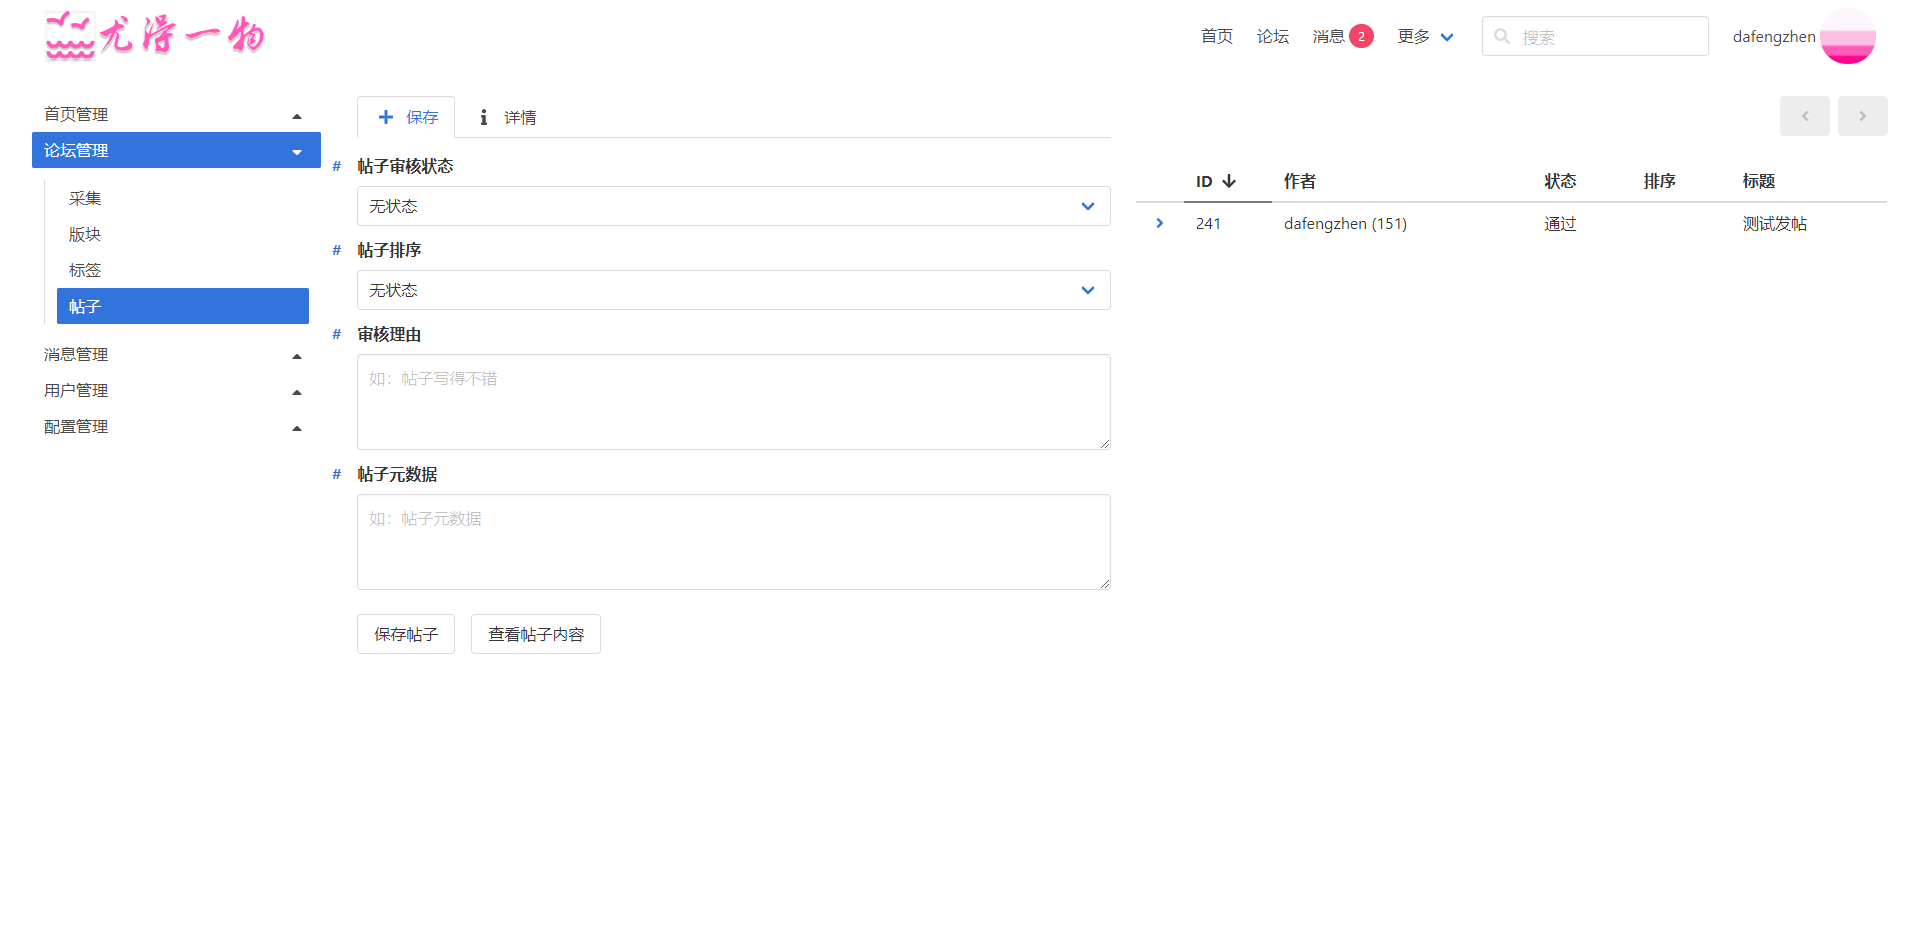 尤得一物
首页 论坛 消息 2 更多 搜索 dafengzhen
首页管理
论坛管理
采集
版块
标签
帖子
消息管理
用户管理
配置管理
保存 详情
# 帖子审核状态
无状态
# 帖子排序
无状态
# 审核理由
如：帖子写得不错
# 帖子元数据
如：帖子元数据
保存帖子 查看帖子内容
ID 作者 状态 排序 标题
241 dafengzhen (151) 通过 测试发帖